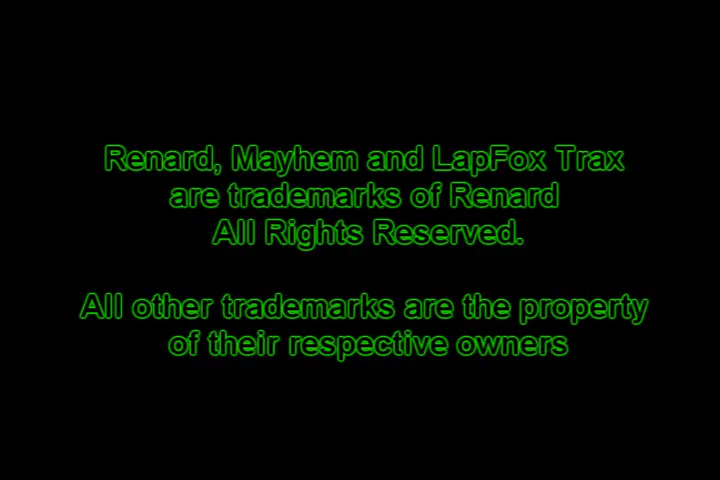 Renard, Mayhem and LapFox Trax
are trademarks of Renard
All Rights Reserved.
All other trademarks are the property
of their respective owners